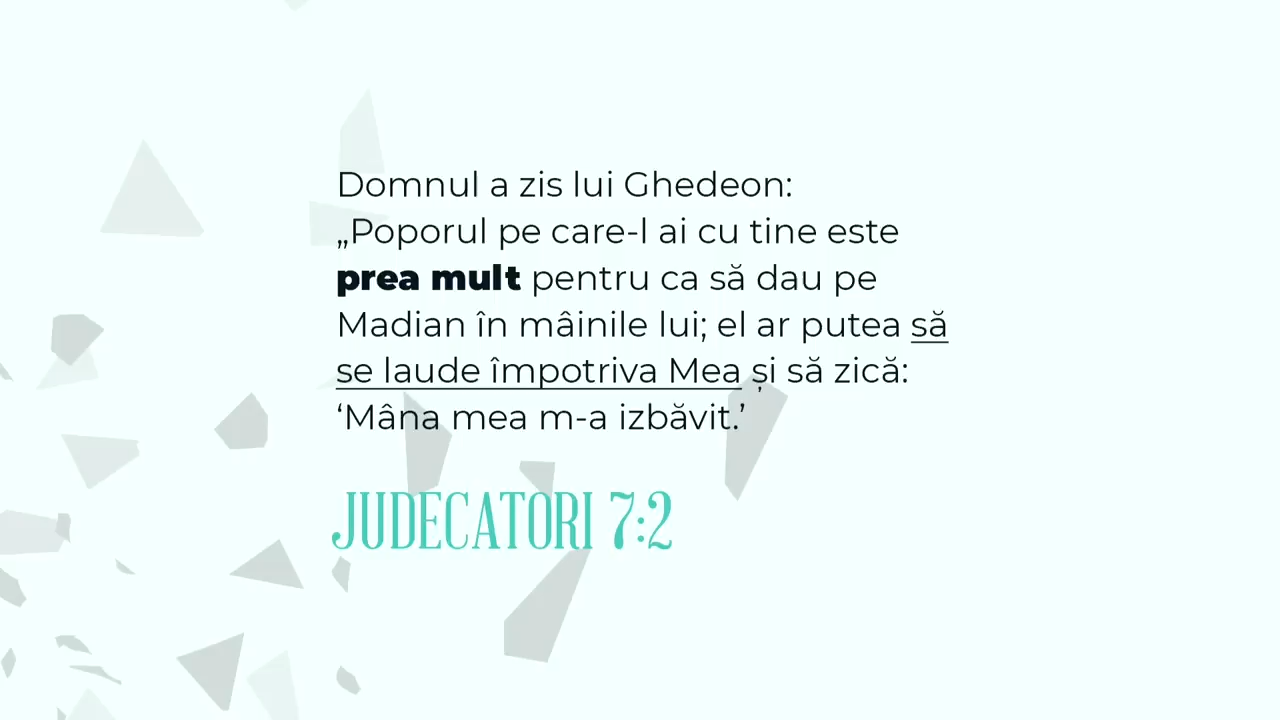 Domnul a zis lui Ghedeon:
„Poporul pe care-l ai cu tine este
prea mult pentru ca să dau pe
Madian în mâinile lui; el ar putea să
se laude împotriva Mea și să zică:
‘Mâna mea m-a izbăvit.’
JUDECATORI 7:2